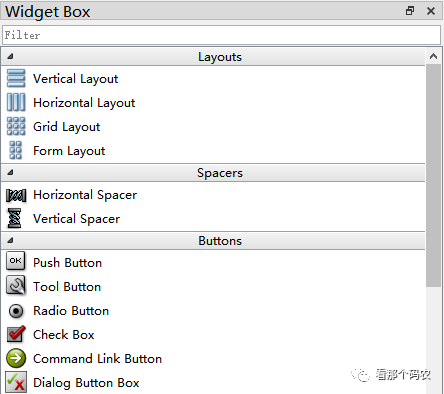 Widget Box
Filter
Layouts
Vertical Layout
Horizontal Layout
Grid Layout
Form Layout
Spacers
Horizontal Spacer
Vertical Spacer
Buttons
OK
Push Button
Tool Button
Radio Button
Check Box
Command Link Button
Dialog Button Box
看那个码农